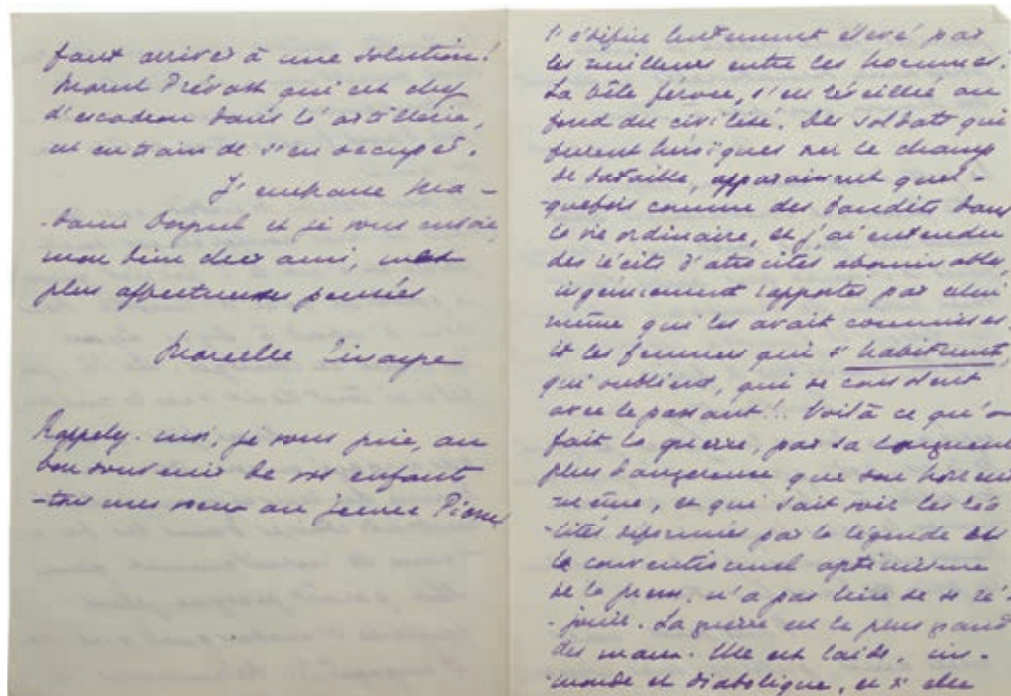 faut arriver à une solution!
Marcel Prévost qui est chef
d'escadron dans l'artillerie,
est en train de s'en occuper.
J'embrasse Ma-
-dame et je vous envoie,
mon bien cher ami, mes
plus affectueuses pensées
Marcelle Tinayre
Rappelez-moi, je vous prie, au
bon souvenir de vos enfants
-tous mes vœux au jeune Pierre
l'édifice lentement élevé par
les meilleurs entre les hommes.
La bête féroce, s'est réveillée au
fond du civilisé. Des soldats qui
furent héroïques sur le champ
de bataille, apparaissent quel-
-quefois comme des bandits dans
la vie ordinaire, et j'ai entendu
des récits d'atrocités abominables,
ingénument rapportés par celui
même qui les avait commises.
Et les femmes qui s'habituent,
qui oublient, qui se consolent
avec le passant!.. Voilà ce qu'a
fait la guerre, par sa longueur
plus dangereuse que son horreur
même, et qui sait voir les réa-
-lités déformées par la légende et
le conventionnel optimisme
de la presse, n'a pas lieu de se ré-
-jouir. La guerre est le plus grand
des maux. Elle est laide, im-
-monde et diabolique, et si elle